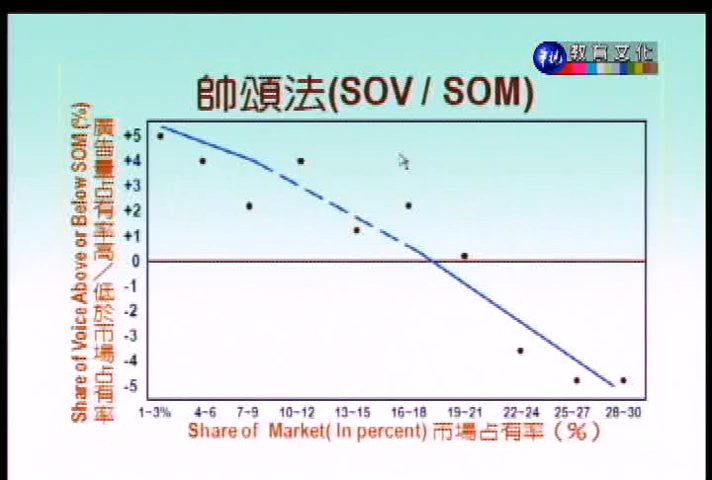 華視 教育文化
帥頌法(SOV / SOM)
Share of Voice Above or Below SOM(%)
廣告量占有率高／低於市場占有率
+5
+4
+3
+2
+1
0
-1
-2
-3
-4
-5
1~3% 4~6 7~9 10~12 13~15 16~18 19~21 22~24 25~27 28~30
Share of Market( In percent) 市場占有率（%）